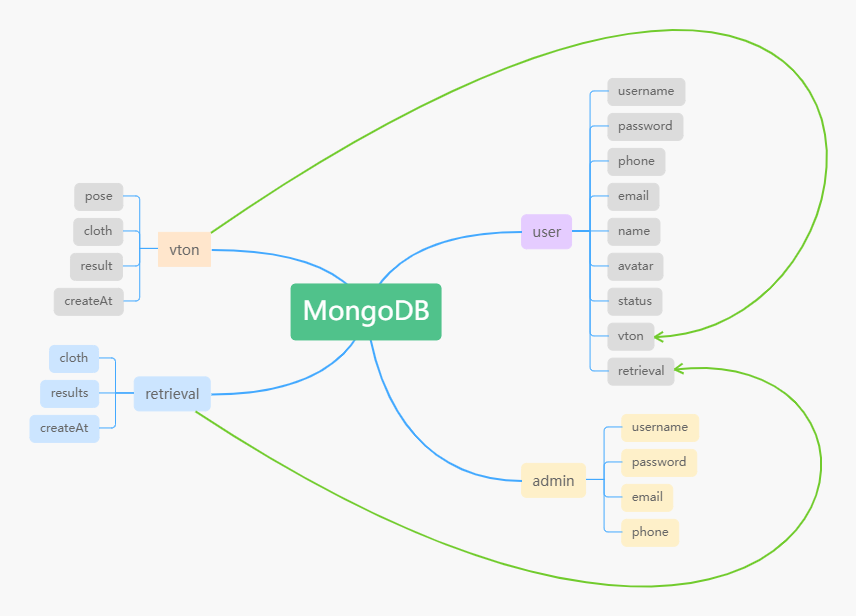 MongoDB
vton
pose
cloth
result
createAt
retrieval
cloth
results
createAt
user
username
password
phone
email
name
avatar
status
vton
retrieval
admin
username
password
email
phone